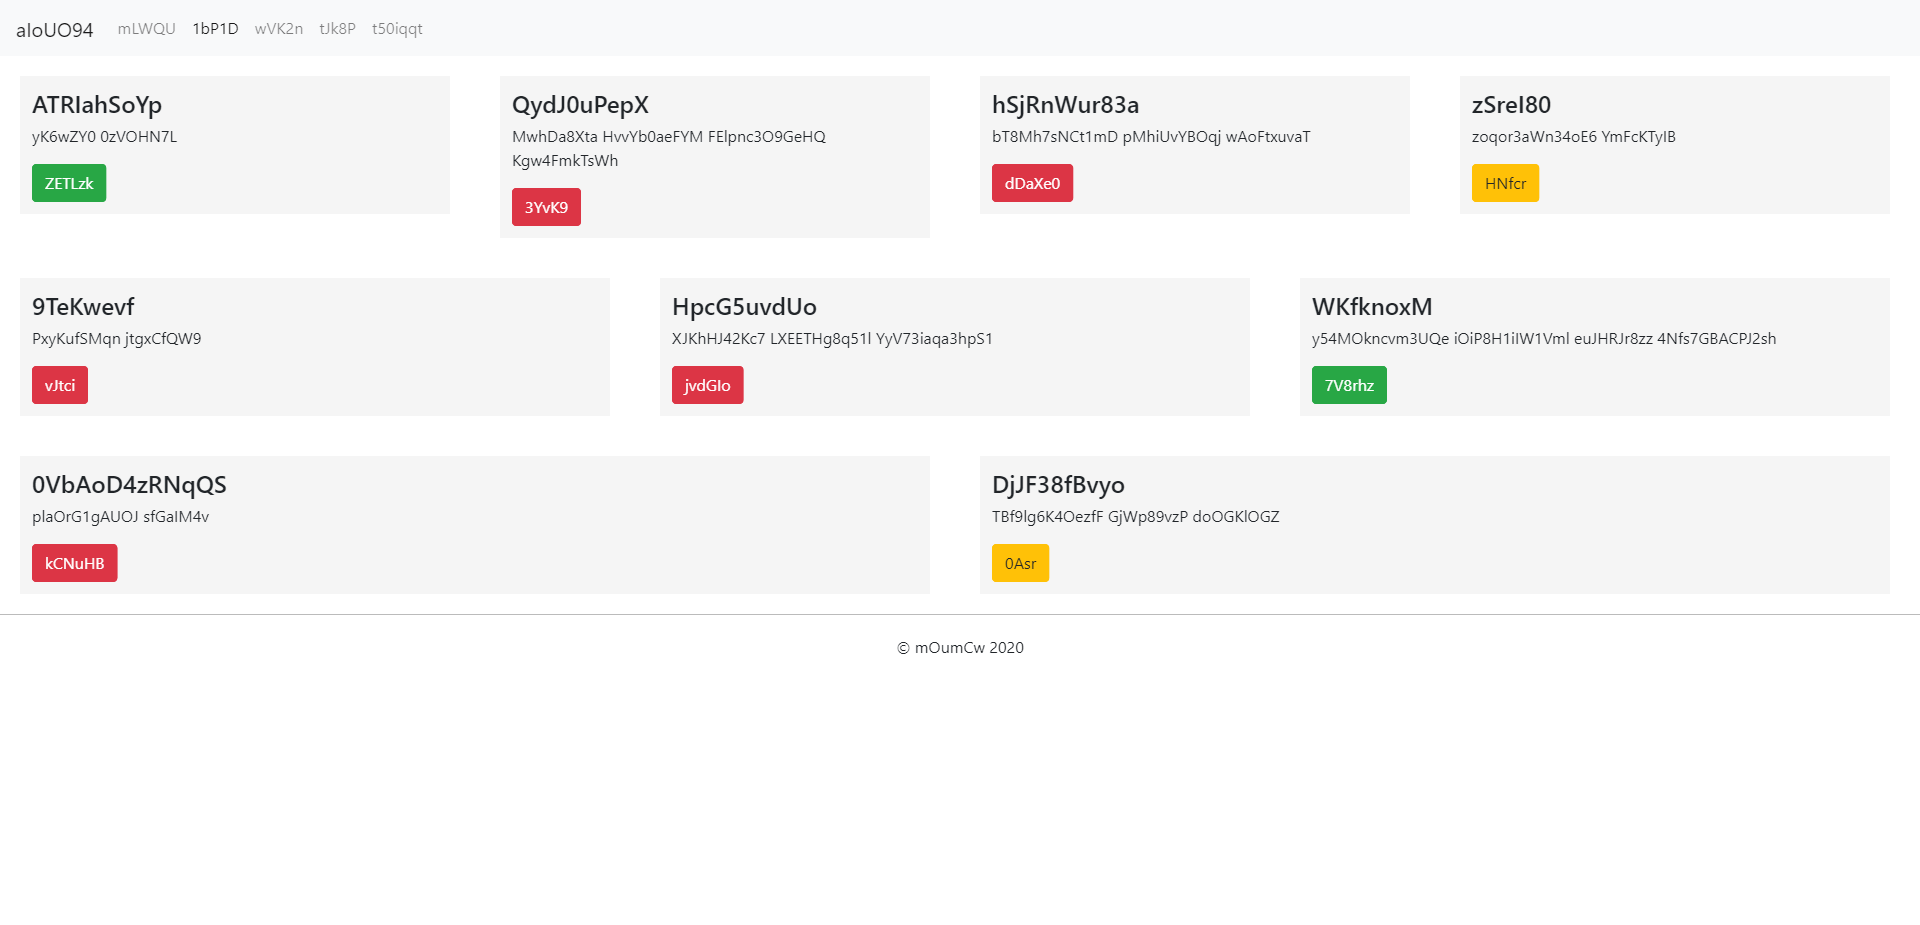 aIoUO94 mLWQU 1bP1D wVK2n tJk8P t50iqqt
ATRIahSoYp
yK6wZY0 0zVOHN7L
ZETLzk
QydJ0uPepX
MwhDa8Xta HvvYb0aeFYM FElpnc3O9GeHQ
Kgw4FmkTsWh
3YvK9
hSjRnWur83a
bT8Mh7sNCt1mD pMhiUvYBOqj wAoFtxuvaT
dDaXe0
zSreI80
zoqor3aWn34oE6 YmFcKTyIB
HNfcr
9TeKwevf
PxyKufSMqn jtgxCfQW9
vJtci
HpcG5uvdUo
XJKhHJ42Kc7 LXEETHg8q51l YyV73iaqa3hpS1
jvdGIo
WKfknoxM
y54MOkncvm3UQe iOiP8H1iIW1Vml euJHRJr8zz 4Nfs7GBACPJ2sh
7V8rhz
0VbAoD4zRNqQS
plaOrG1gAUOJ sfGaIM4v
kCNuHB
DjJF38fBvyo
TBf9lg6K4OezfF GjWp89vzP doOGKlOGZ
0Asr
© mOumCw 2020